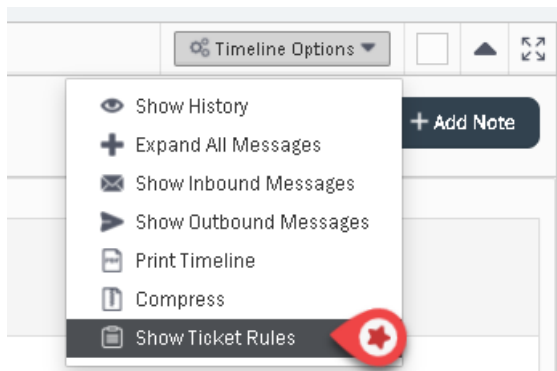 Timeline Options
Show History
+ Add Note
Expand All Messages
Show Inbound Messages
Show Outbound Messages
Print Timeline
Compress
Show Ticket Rules